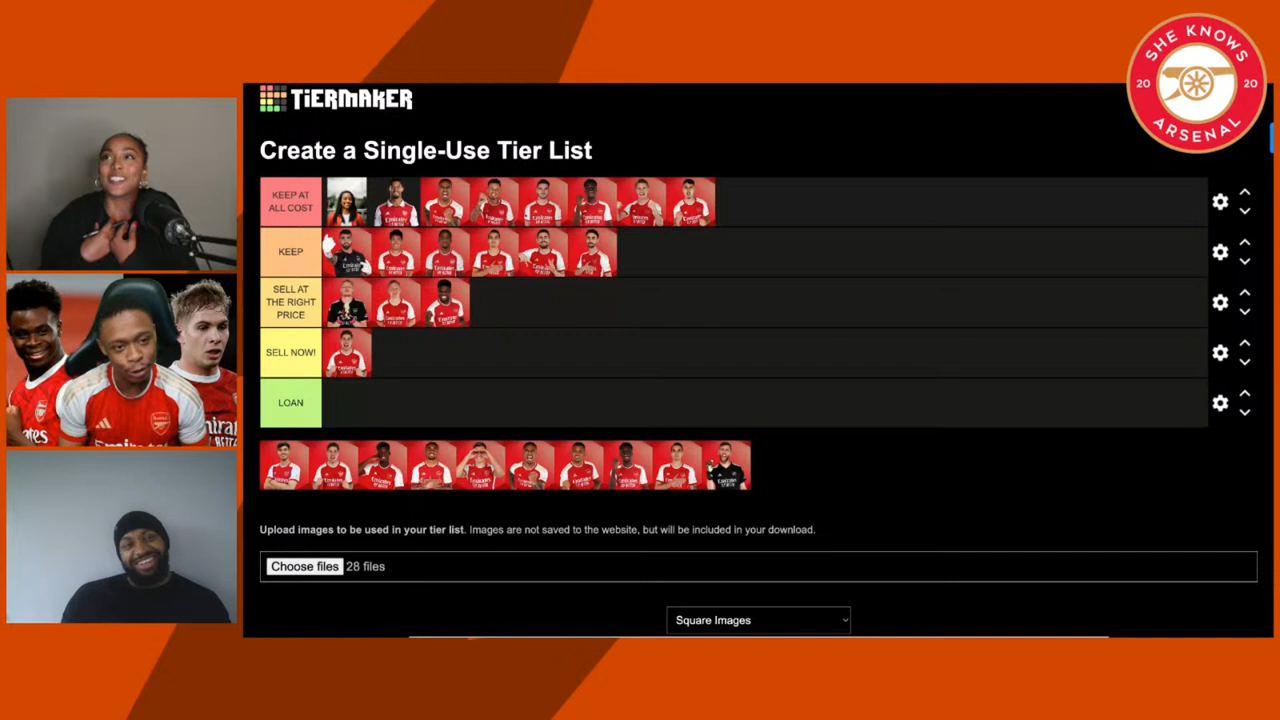 SHE KNOWS
20 20
ARSENAL
TiERMAKER
Create a Single-Use Tier List
KEEP AT
ALL COST
KEEP
SELL AT
THE RIGHT
PRICE
SELL NOW!
LOAN
Upload images to be used in your tier list. Images are not saved to the website, but will be included in your download.
Choose files 28 files
Square Images